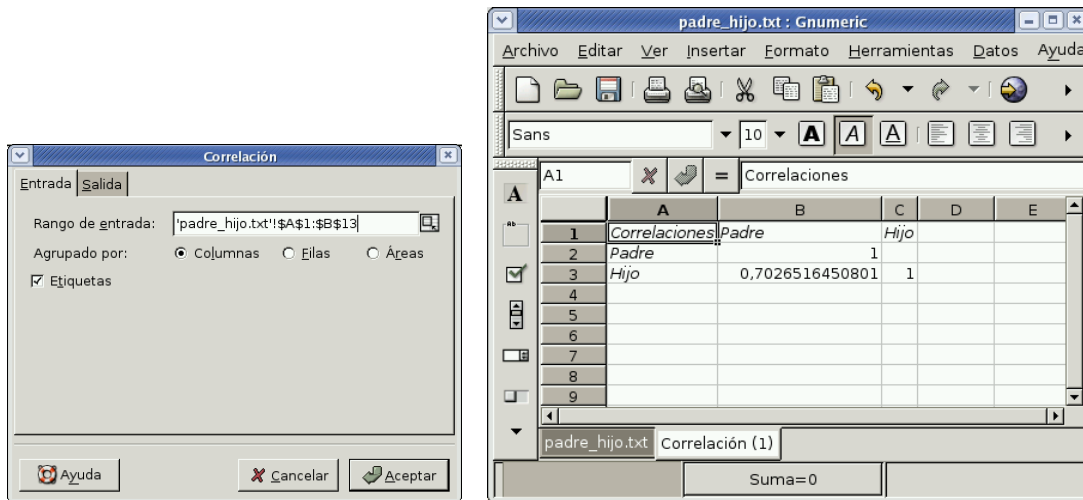 Correlación
Entrada Salida
Rango de entrada: 'padre_hijo.txt'!$A$1:$B$13
Agrupado por: Columnas Filas Áreas
Etiquetas
Ayuda Cancelar Aceptar
padre_hijo.txt : Gnumeric
Archivo Editar Ver Insertar Formato Herramientas Datos Ayuda
Sans 10 A A A
A1 = Correlaciones
A
A B C D E
1 Correlaciones Padre Hijo
2 Padre 1
3 Hijo 0,7026516450801 1
4
5
6
7
8
9
padre_hijo.txt Correlación (1)
Suma=0